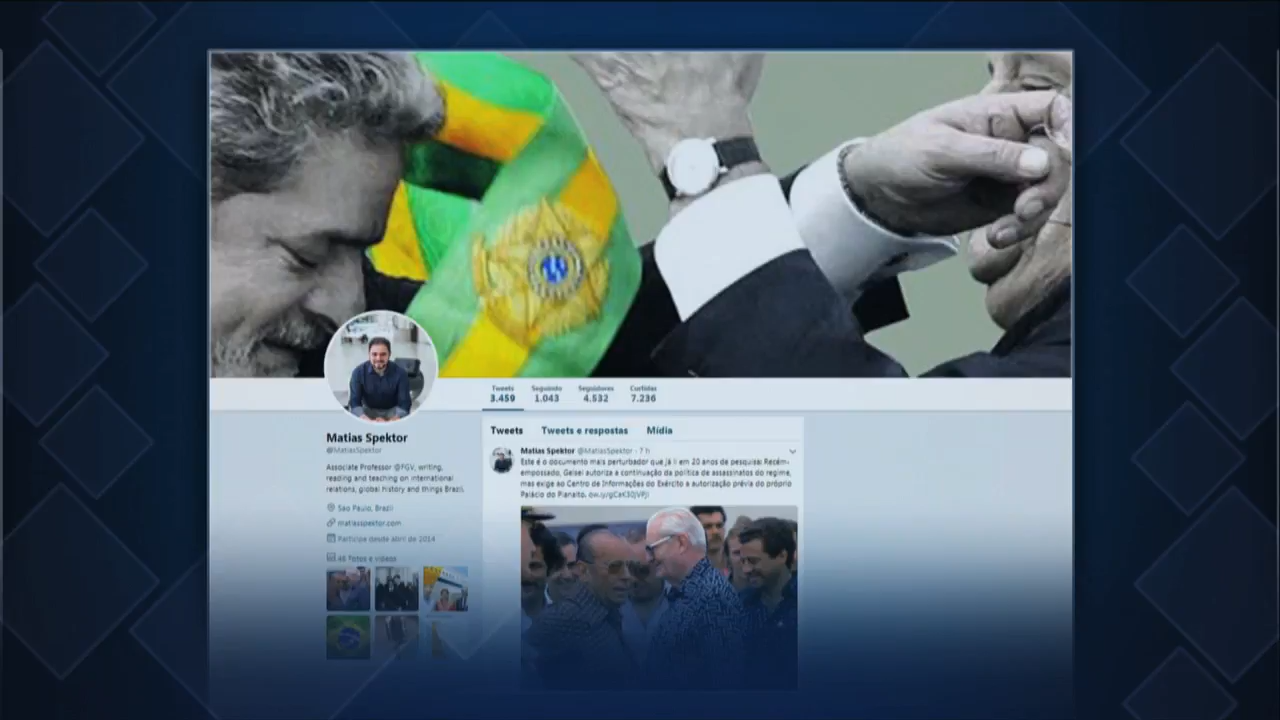 Tweets Seguindo Seguidores Curtidas
3.459 1.043 4.532 7.236
Matias Spektor
@MatiasSpektor
Associate Professor @FGV, writing,
reading and teaching on international
relations, global history and things Brazil.
São Paulo, Brazil
matiasspektor.com
Participa desde abril de 2014
46 Fotos e vídeos
Tweets Tweets e respostas Mídia
Matias Spektor @MatiasSpektor · 7 h
Este é o documento mais perturbador que já li em 20 anos de pesquisa: Recém-
empossado, Geisel autoriza a continuação da política de assassinatos do regime,
mas exige ao Centro de Informações do Exército a autorização prévia do próprio
Palácio do Planalto.